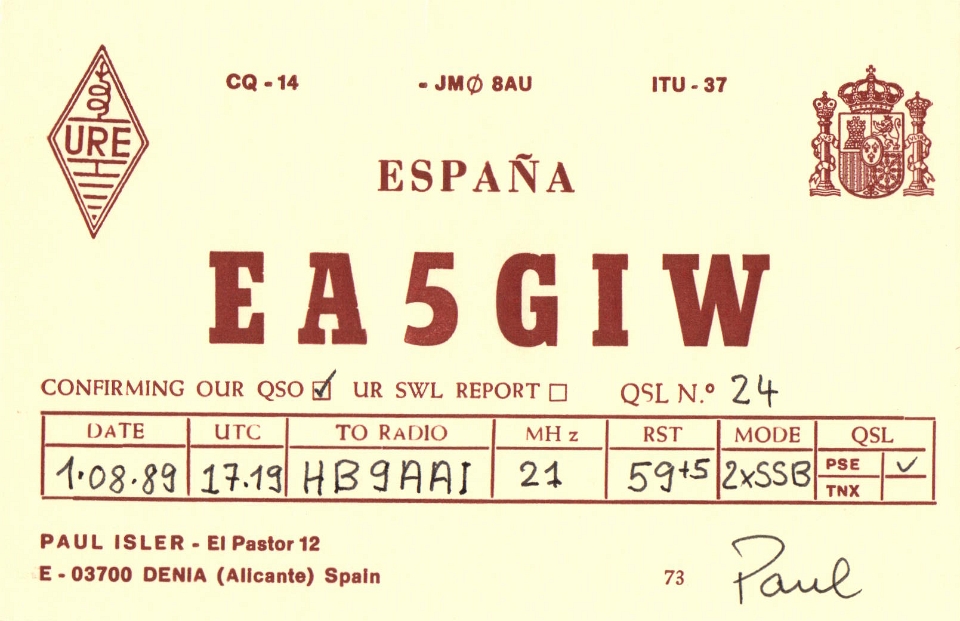 CQ - 14 - JMØ 8AU ITU - 37
URE
ESPAÑA
EA5GIW
CONFIRMING OUR QSO ☑ UR SWL REPORT ☐ QSL N.º 24
DATE UTC TO RADIO MHz RST MODE QSL
1.08.89 17.19 HB9AAI 21 59+5 2xSSB PSE ✓
TNX
PAUL ISLER - El Pastor 12
E - 03700 DENIA (Alicante) Spain
73 Paul